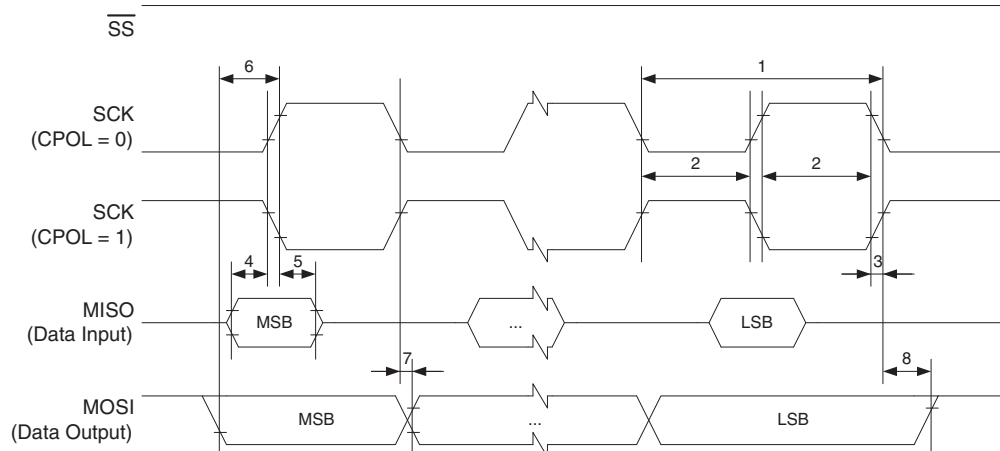 SS
6
1
SCK
(CPOL = 0)
2
2
SCK
(CPOL = 1)
4
5
3
MISO
(Data Input)
MSB
...
LSB
7
8
MOSI
(Data Output)
MSB
...
LSB